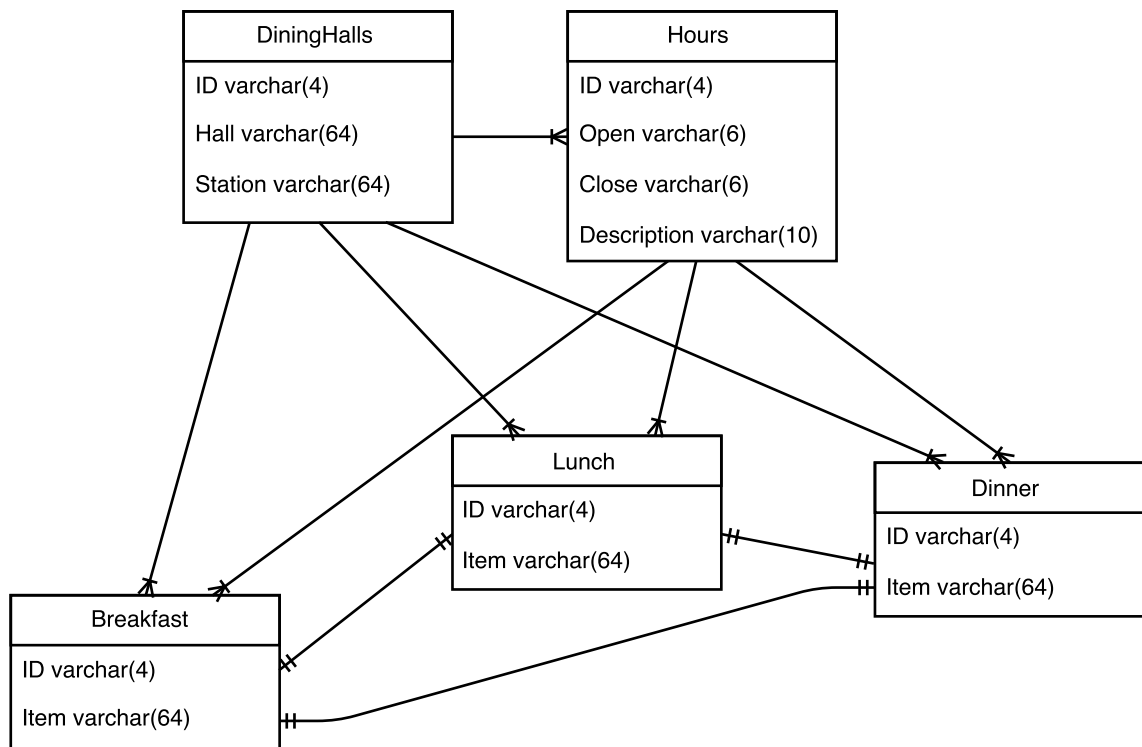 DiningHalls
ID varchar(4)
Hall varchar(64)
Station varchar(64)
Hours
ID varchar(4)
Open varchar(6)
Close varchar(6)
Description varchar(10)
Lunch
ID varchar(4)
Item varchar(64)
Dinner
ID varchar(4)
Item varchar(64)
Breakfast
ID varchar(4)
Item varchar(64)